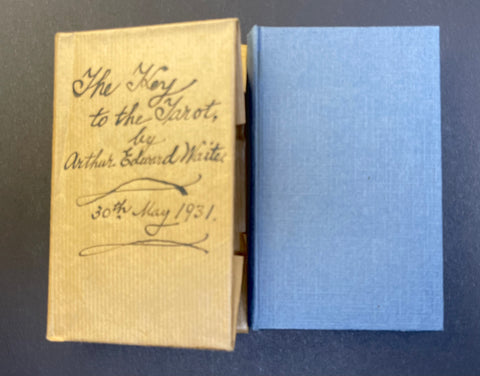 The Key
to the Tarot,
by
Arthur Edward Waite
30th May 1931.